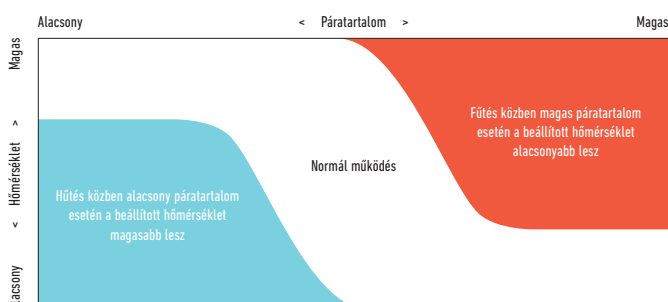 Alacsony < Páratartalom > Magas
Magas
< Hőmérséklet >
Fűtés közben magas páratartalom
esetén a beállított hőmérséklet
alacsonyabb lesz
Normál működés
Hűtés közben alacsony páratartalom
esetén a beállított hőmérséklet
magasabb lesz